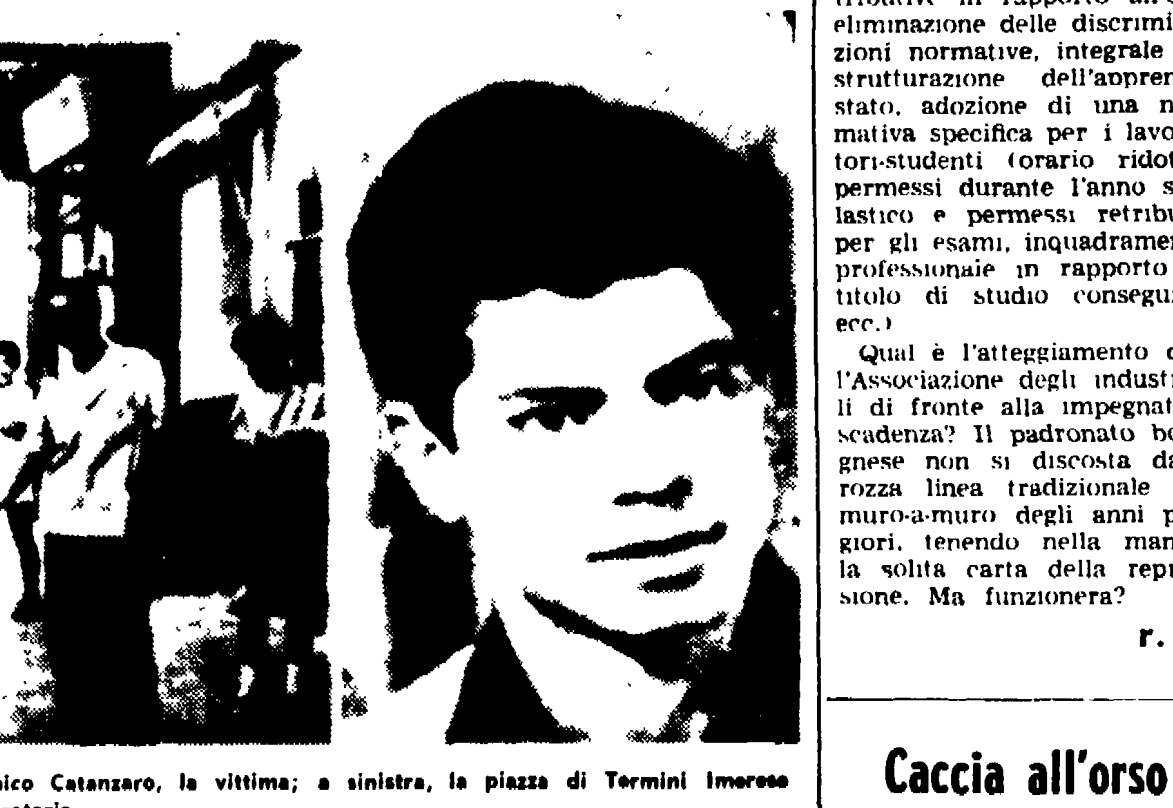 eliminazione delle discrimi
zioni normative, integrale
strutturazione dell'appren
stato, adozione di una n
mativa specifica per i lavo
tori-studenti (orario ridot
permessi durante l'anno s
lastico e permessi retribu
per gli esami, inquadramen
professionale in rapporto
titolo di studio consegui
ecc.)
Qual è l'atteggiamento d
l'Associazione degli industr
li di fronte alla impegnat
scadenza? Il padronato bo
gnese non si discosta da
rozza linea tradizionale
muro-a-muro degli anni p
giori, tenendo nella man
la solita carta della repr
sione. Ma funzionera?
r.
nico Catanzaro, la vittima; a sinistra, la piazza di Termini Imerese
Caccia all'orso